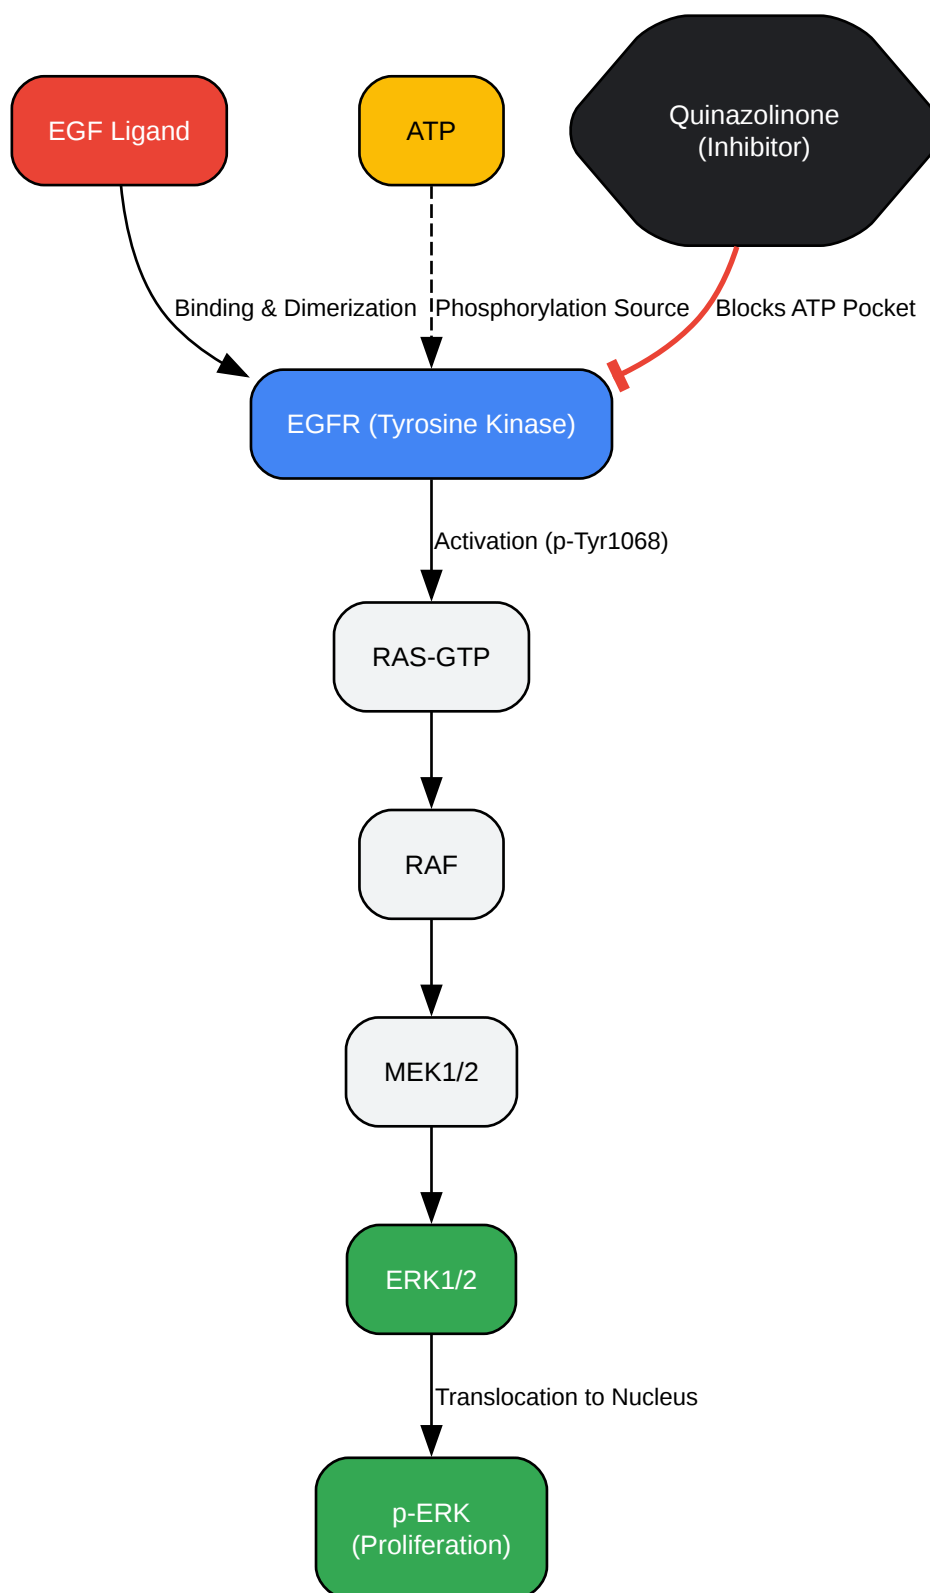 EGF Ligand
ATP
Quinazolinone
(Inhibitor)
Binding & Dimerization
Phosphorylation Source
Blocks ATP Pocket
EGFR (Tyrosine Kinase)
Activation (p-Tyr1068)
RAS-GTP
RAF
MEK1/2
ERK1/2
Translocation to Nucleus
p-ERK
(Proliferation)